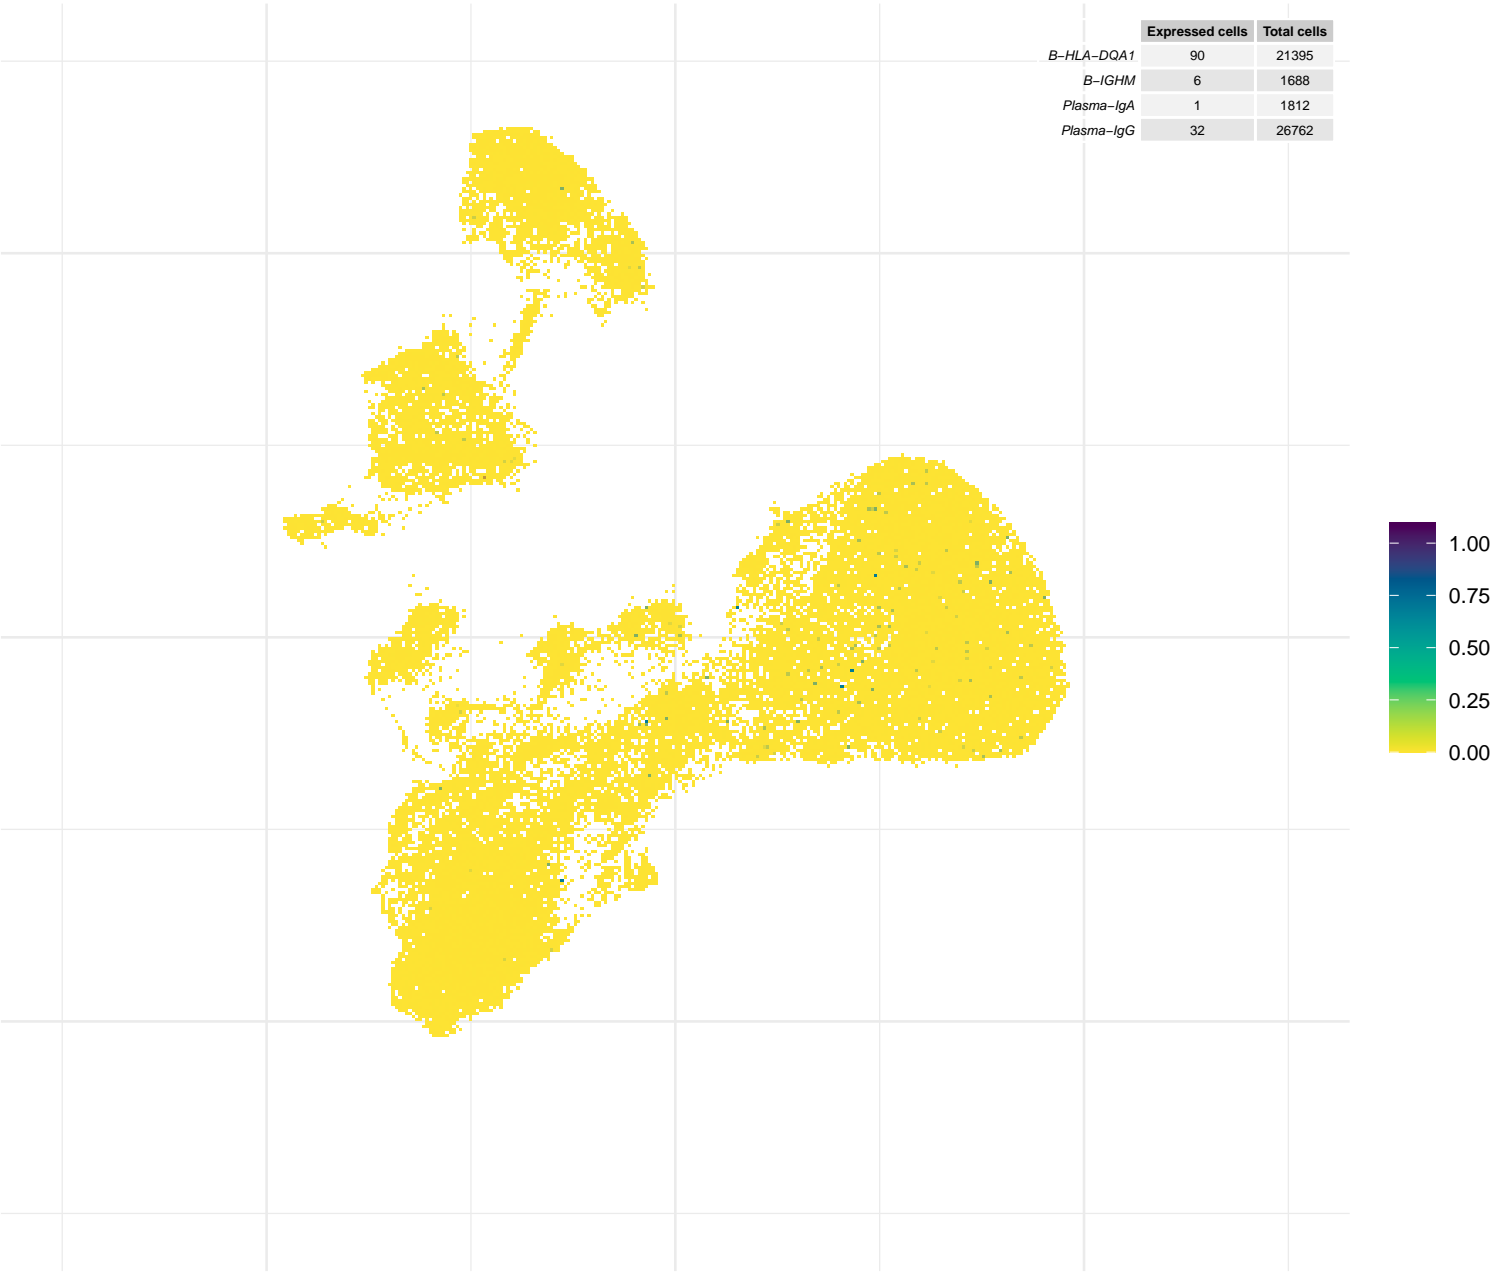 Expressed cells Total cells
B–HLA–DQA1 90 21395
B–IGHM 6 1688
Plasma–IgA 1 1812
Plasma–IgG 32 26762
1.00
0.75
0.50
0.25
0.00